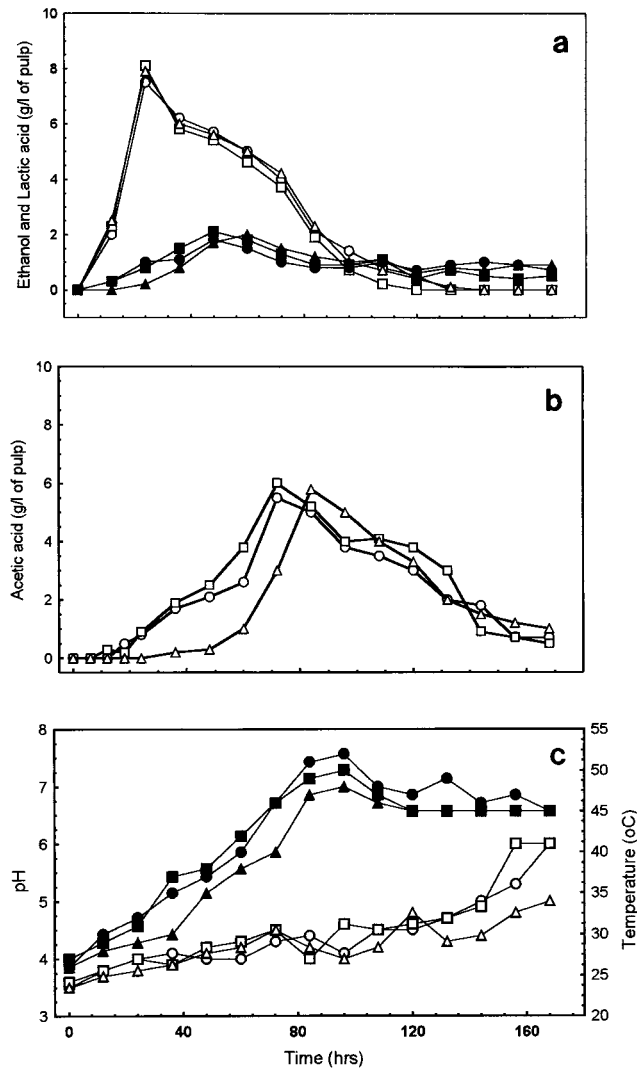 a
10
8
6
4
2
0
Ethanol and Lactic acid (g/l of pulp)
b
10
8
6
4
2
0
Acetic acid (g/l of pulp)
c
8
7
6
5
4
3
pH
55
50
45
40
35
30
25
20
Temperature (oC)
0 40 80 120 160
Time (hrs)